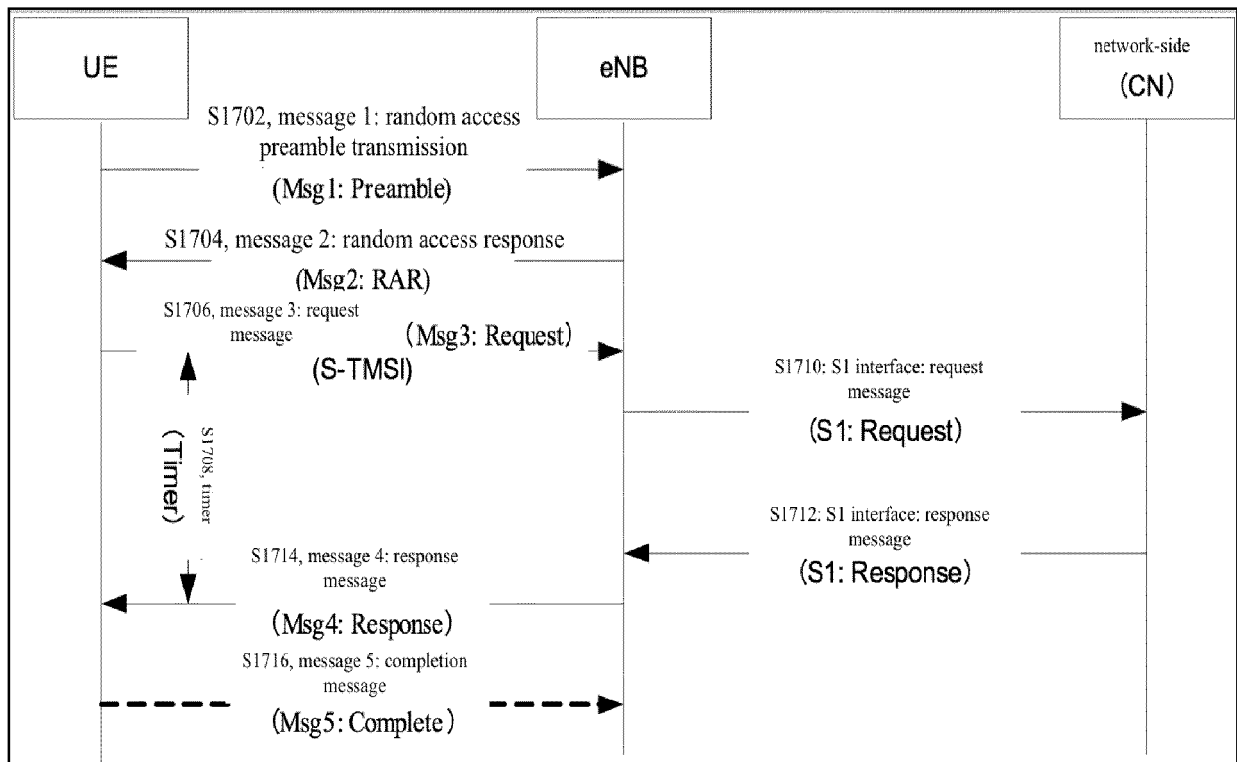 UE
eNB
network-side
(CN)
S1702, message 1: random access
preamble transmission
(Msg1: Preamble)
S1704, message 2: random access response
(Msg2: RAR)
S1706, message 3: request
message
(Msg3: Request)
(S-TMSI)
S1710: S1 interface: request
message
(S1: Request)
S1708, timer
(Timer)
S1712: S1 interface: response
message
(S1: Response)
S1714, message 4: response
message
(Msg4: Response)
S1716, message 5: completion
message
(Msg5: Complete)